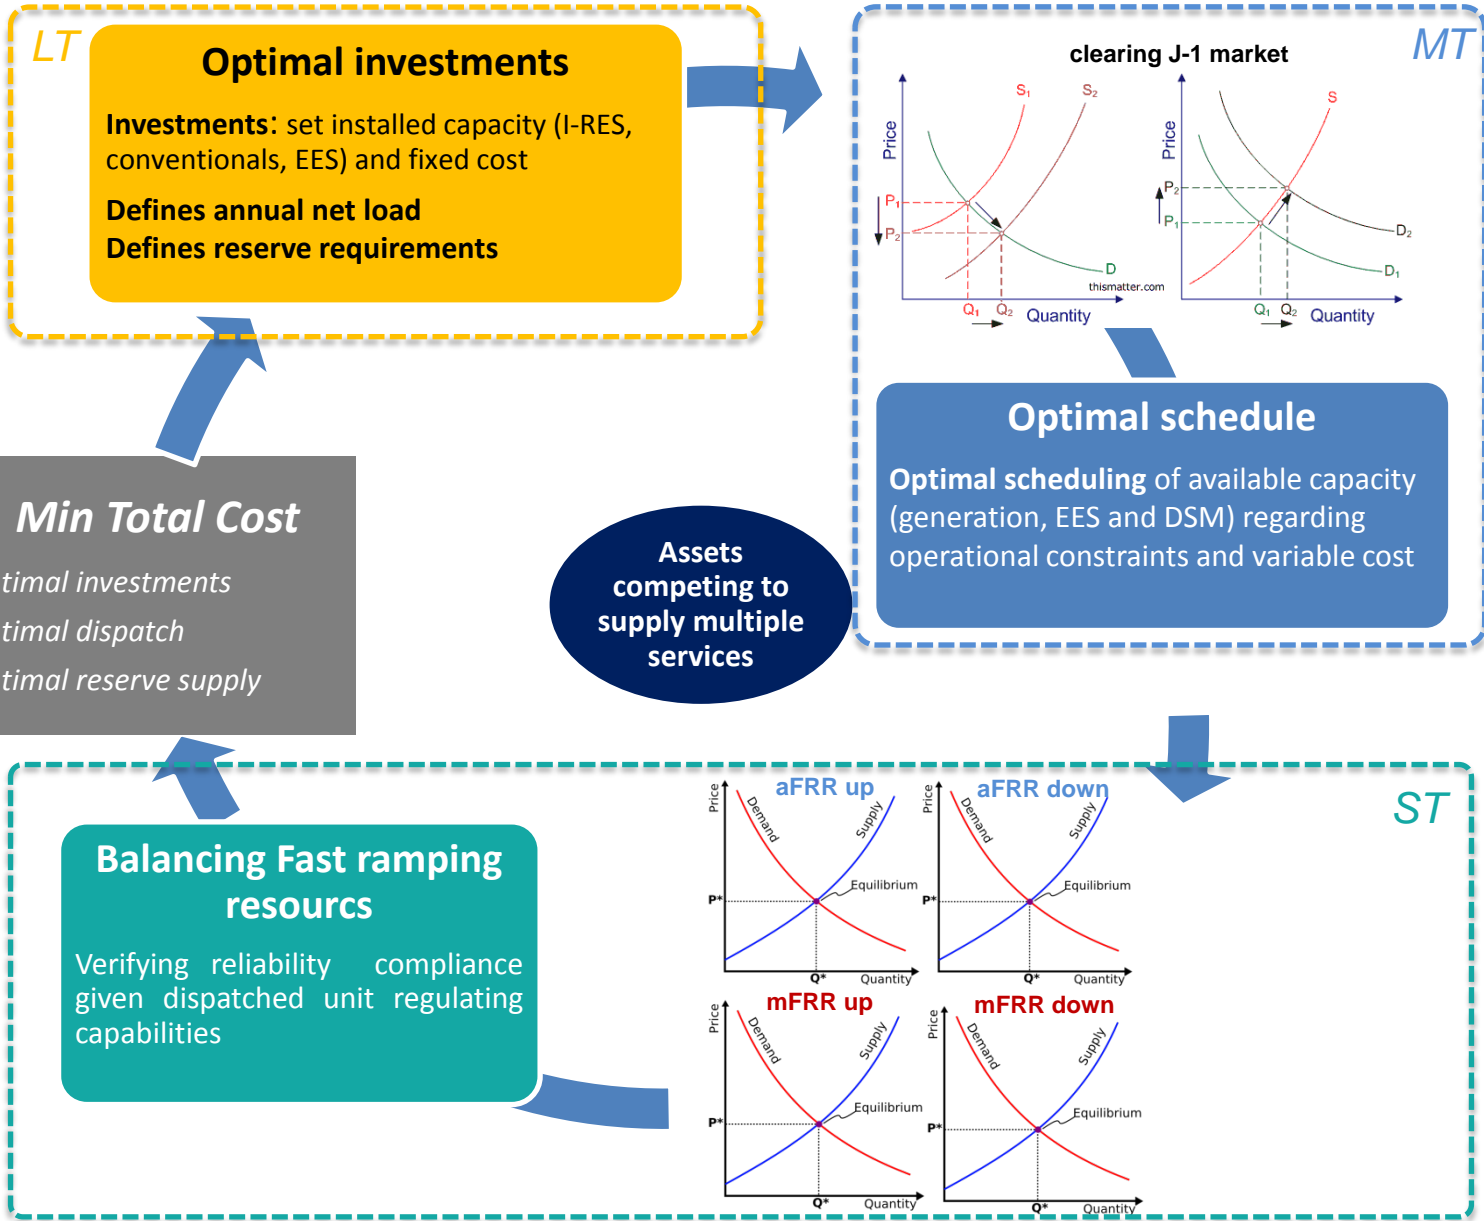 LT
Optimal investments
Investments: set installed capacity (I-RES,
conventionals, EES) and fixed cost
Defines annual net load
Defines reserve requirements
MT
clearing J-1 market
Price
S1
S2
P1
P2
D
thismatter.com
Q1
Q2
Quantity
Price
S
P2
P1
D2
D1
Q1
Q2
Quantity
Optimal schedule
Optimal scheduling of available capacity
(generation, EES and DSM) regarding
operational constraints and variable cost
Min Total Cost
timal investments
timal dispatch
timal reserve supply
Assets
competing to
supply multiple
services
ST
Balancing Fast ramping
resourcs
Verifying reliability compliance
given dispatched unit regulating
capabilities
aFRR up
Price
Demand
Supply
Equilibrium
P*
Q*
Quantity
aFRR down
Price
Demand
Supply
Equilibrium
P*
Q*
Quantity
mFRR up
Price
Demand
Supply
Equilibrium
P*
Q*
Quantity
mFRR down
Price
Demand
Supply
Equilibrium
P*
Q*
Quantity